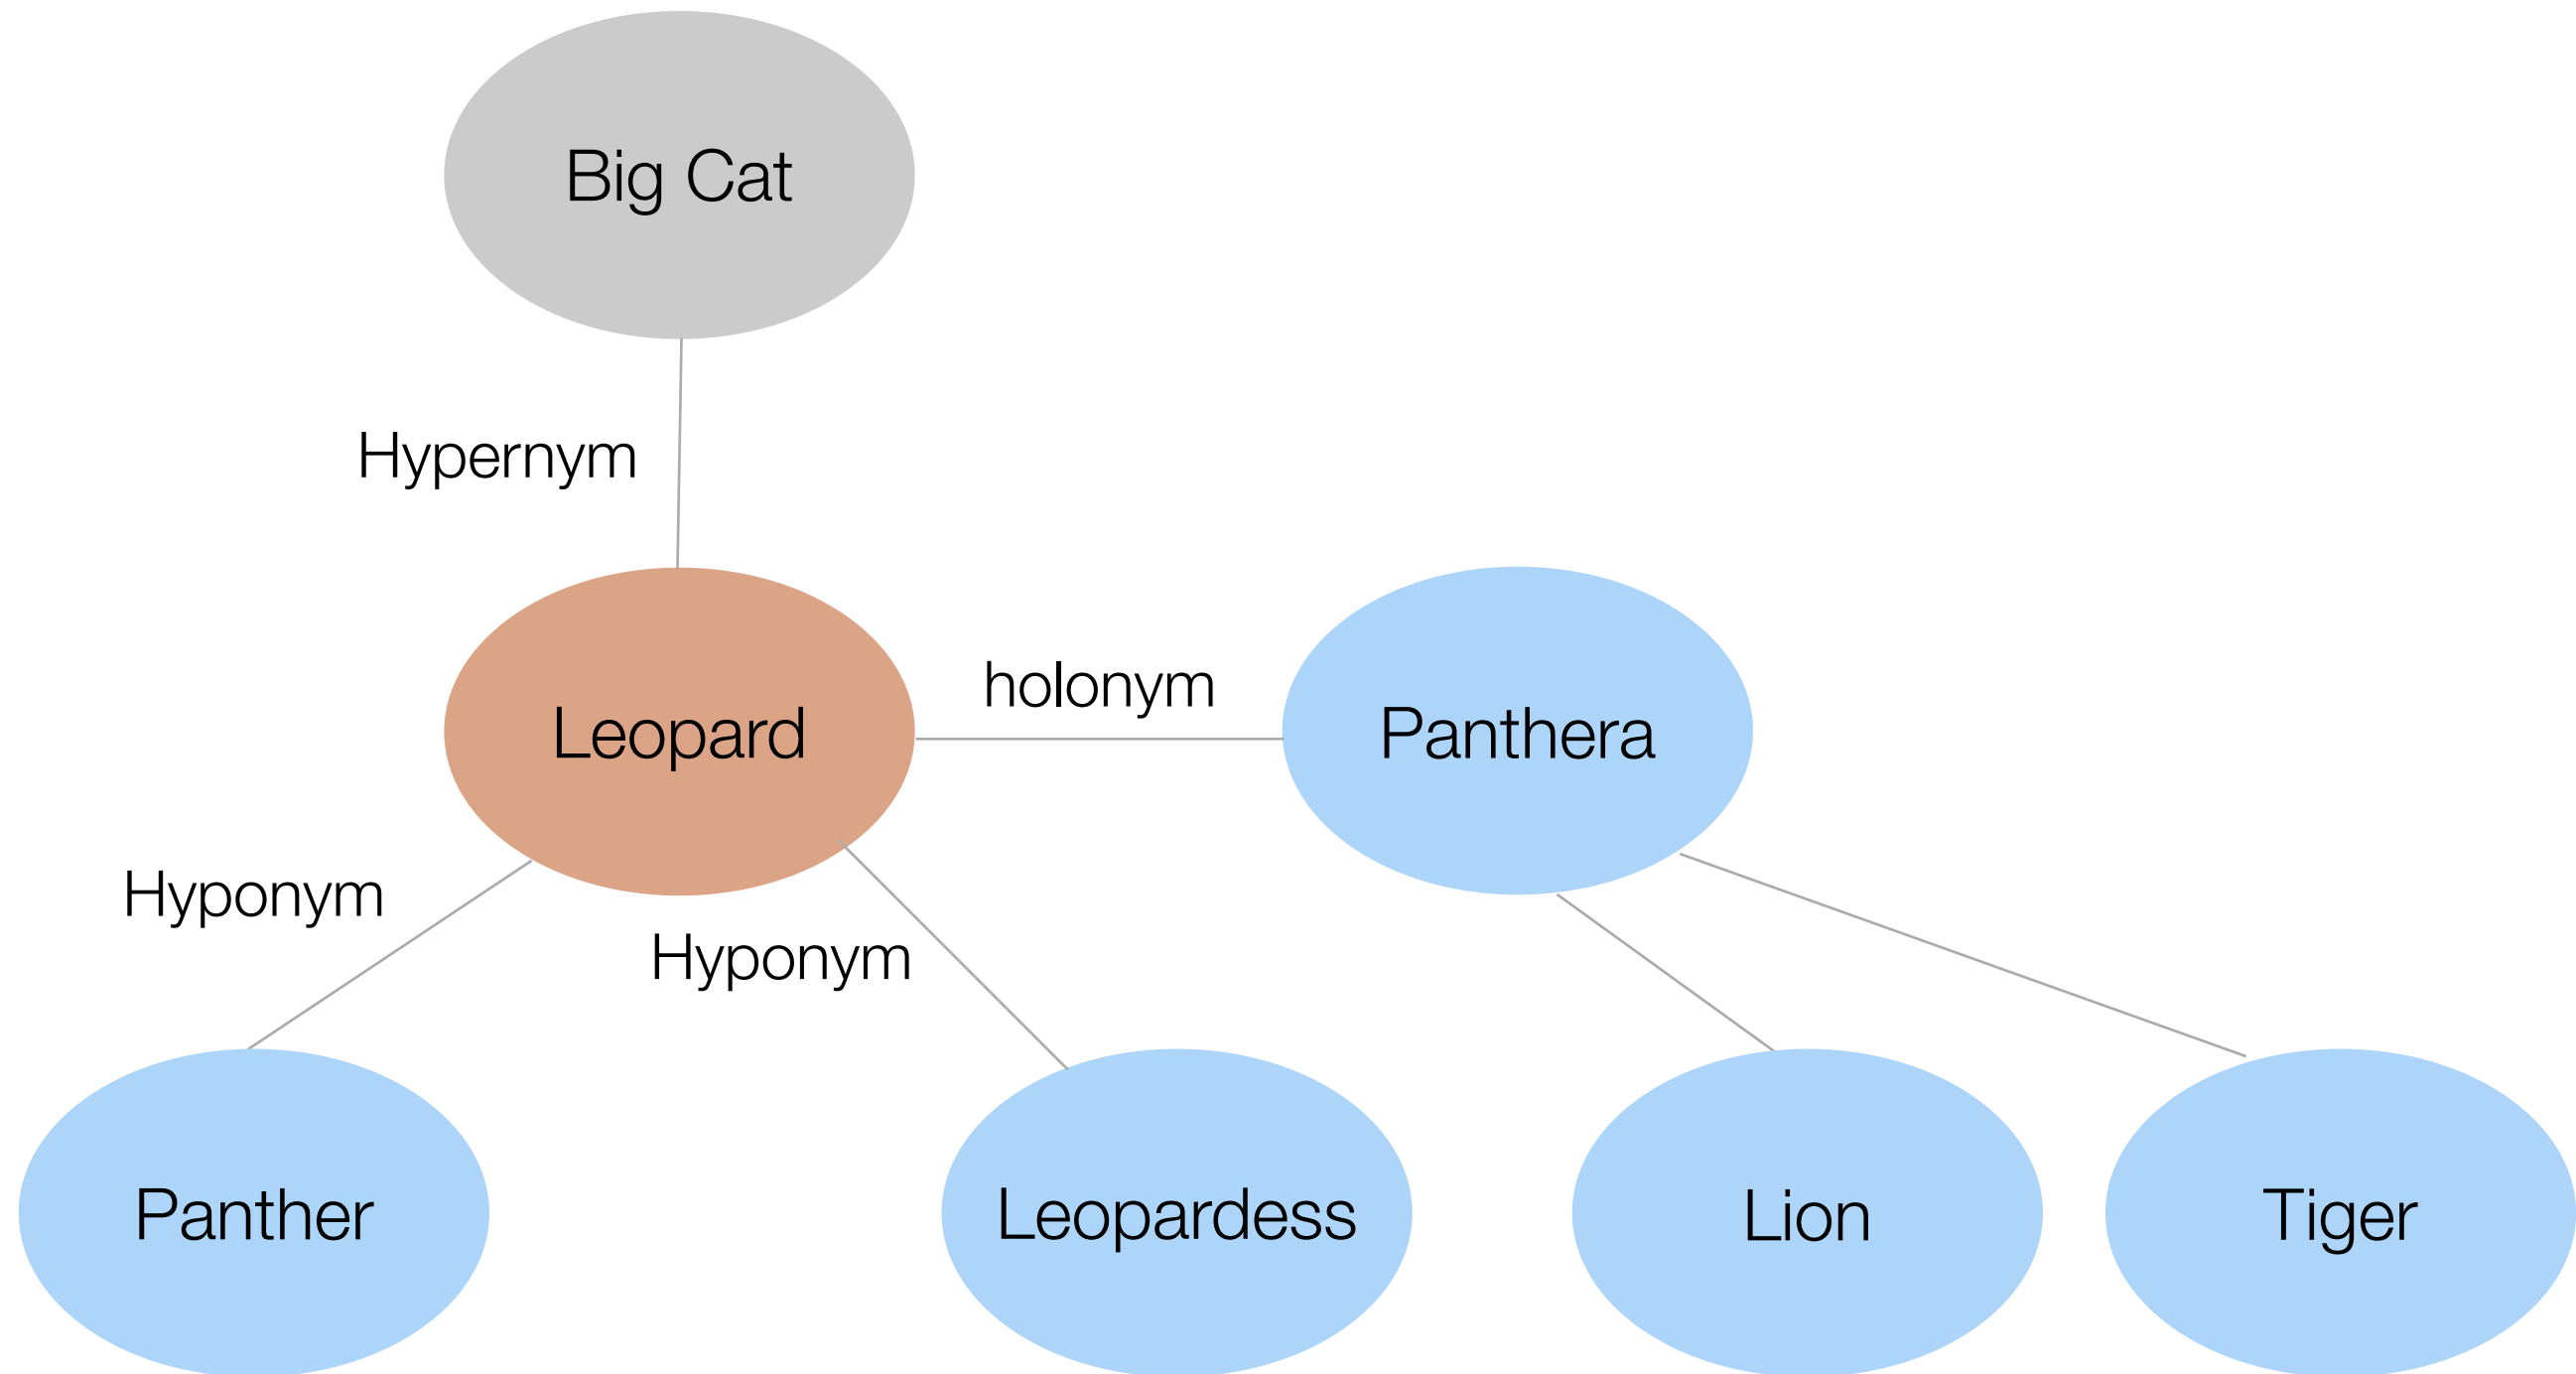 Big Cat
Hypernym
Leopard
holonym
Panthera
Hyponym
Hyponym
Panther
Leopardess
Lion
Tiger